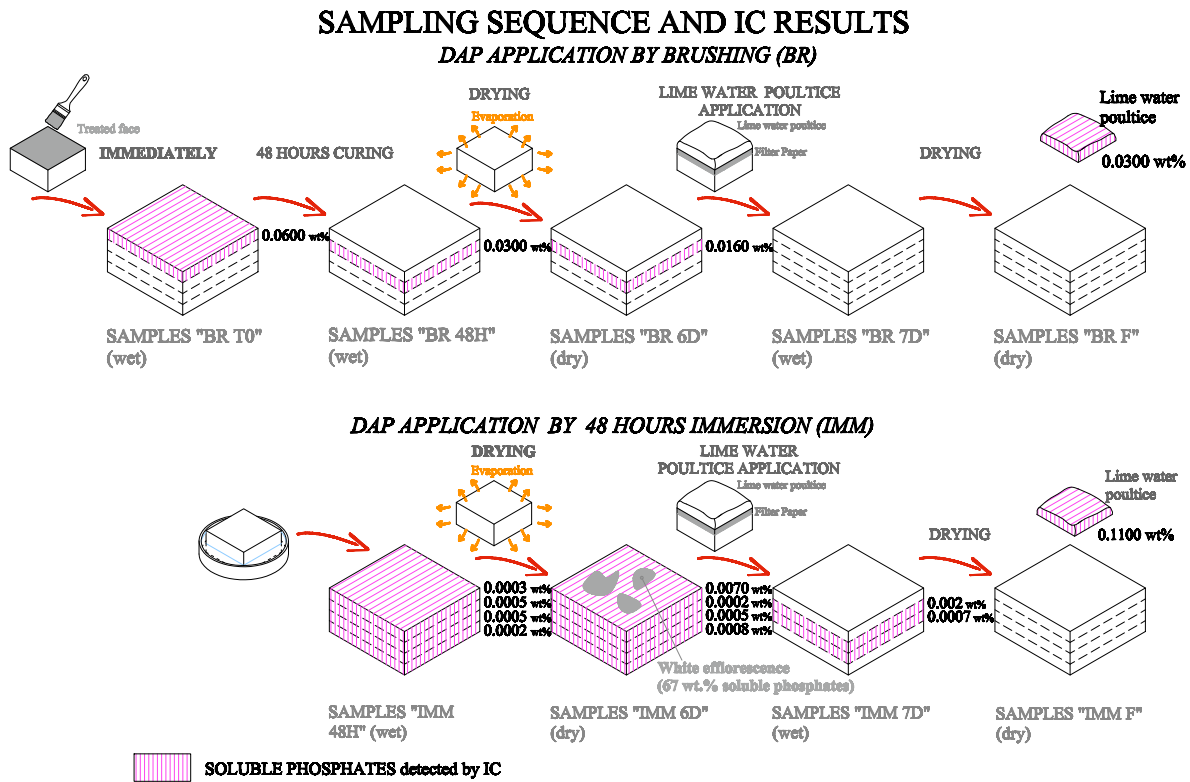 SAMPLING SEQUENCE AND IC RESULTS
DAP APPLICATION BY BRUSHING (BR)
Treated face
IMMEDIATELY
48 HOURS CURING
DRYING
Evaporation
LIME WATER POULTICE
APPLICATION
Lime water poultice
Filter Paper
DRYING
Lime water
poultice
0.0300 wt%
0.0600 wt%
0.0300 wt%
0.0160 wt%
SAMPLES "BR T0"
(wet)
SAMPLES "BR 48H"
(wet)
SAMPLES "BR 6D"
(dry)
SAMPLES "BR 7D"
(wet)
SAMPLES "BR F"
(dry)
DAP APPLICATION BY 48 HOURS IMMERSION (IMM)
DRYING
Evaporation
LIME WATER
POULTICE APPLICATION
Lime water poultice
Filter Paper
DRYING
Lime water
poultice
0.1100 wt%
0.0003 wt%
0.0005 wt%
0.0005 wt%
0.0002 wt%
0.0070 wt%
0.0002 wt%
0.0005 wt%
0.0008 wt%
0.002 wt%
0.0007 wt%
White efflorescence
(67 wt.% soluble phosphates)
SAMPLES "IMM
48H" (wet)
SAMPLES "IMM 6D"
(dry)
SAMPLES "IMM 7D"
(wet)
SAMPLES "IMM F"
(dry)
SOLUBLE PHOSPHATES detected by IC